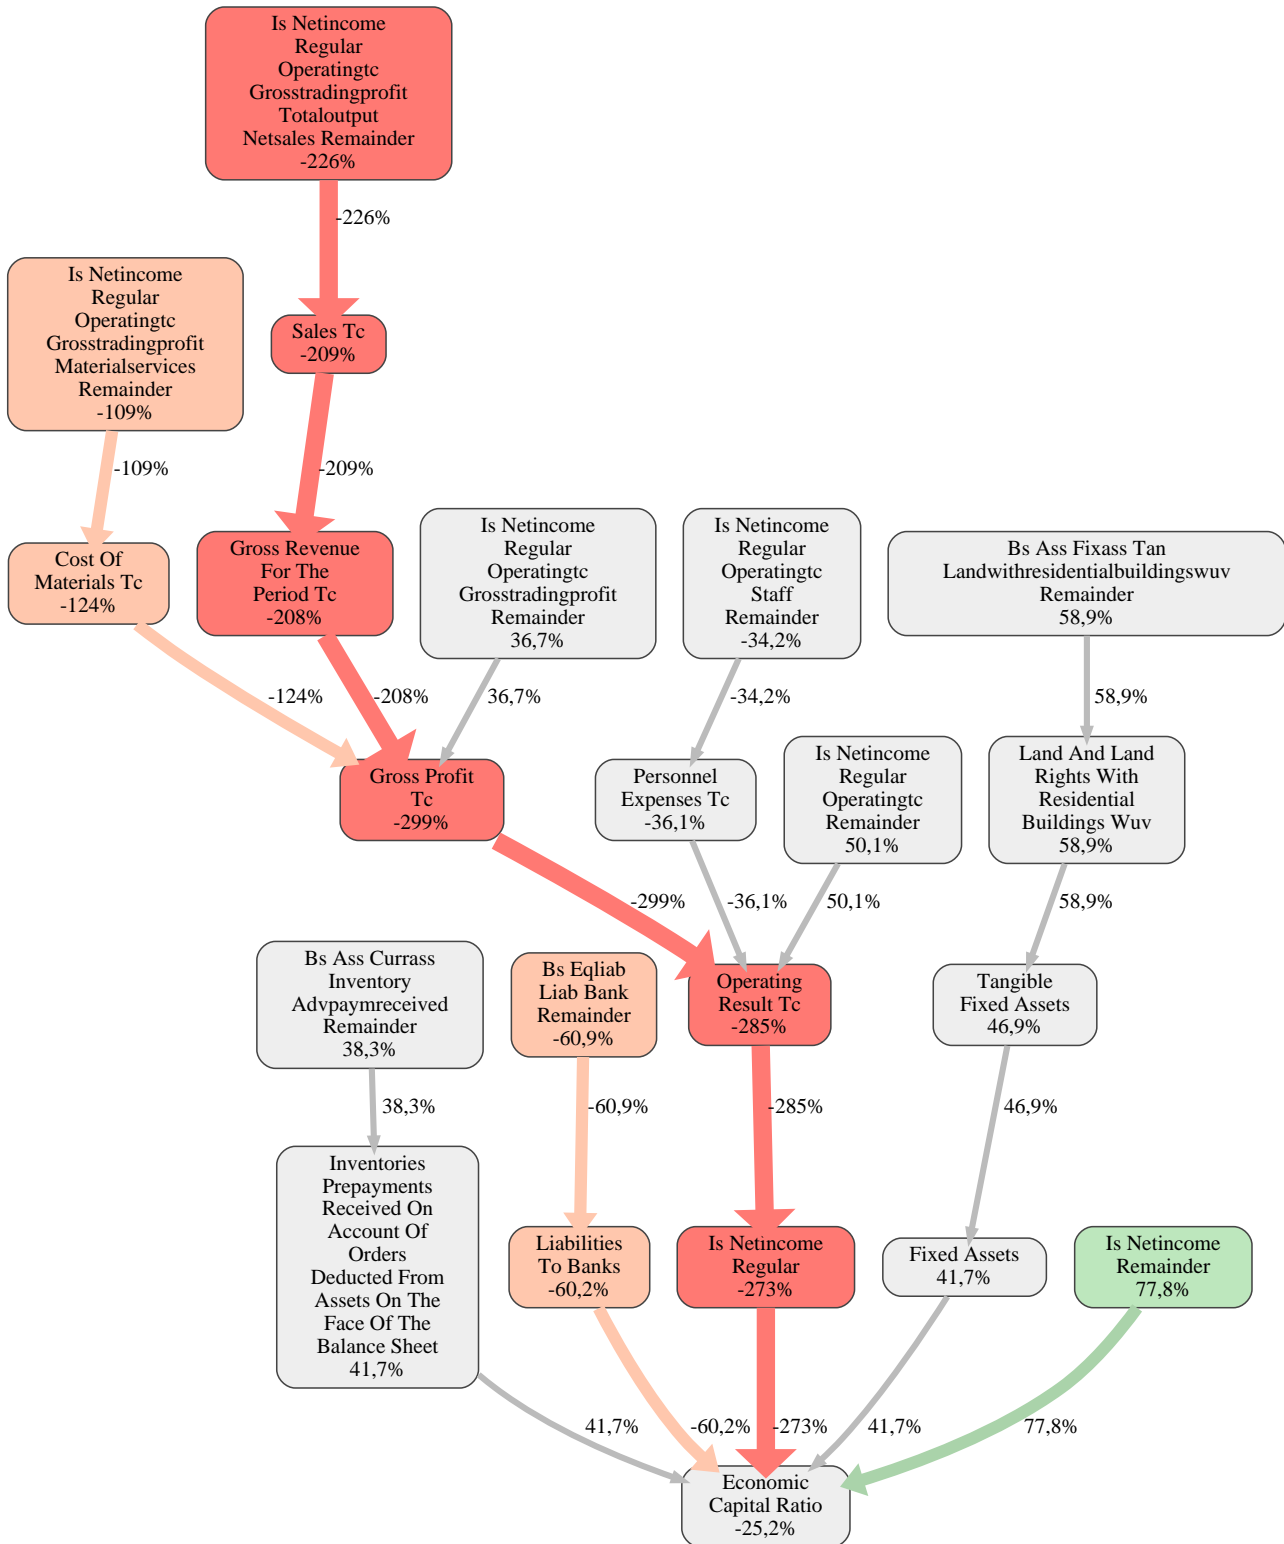 Is Netincome
Regular
Operatingtc
Grosstradingprofit
Totaloutput
Netsales Remainder
-226%
-226%
Is Netincome
Regular
Operatingtc
Grosstradingprofit
Materialservices
Remainder
-109%
Sales Tc
-209%
-109%
-209%
Cost Of
Materials Tc
-124%
Gross Revenue
For The
Period Tc
-208%
Is Netincome
Regular
Operatingtc
Grosstradingprofit
Remainder
36,7%
Is Netincome
Regular
Operatingtc
Staff
Remainder
-34,2%
Bs Ass Fixass Tan
Landwithresidentialbuildingswuv
Remainder
58,9%
-124%
-208%
36,7%
-34,2%
58,9%
Gross Profit
Tc
-299%
Personnel
Expenses Tc
-36,1%
Is Netincome
Regular
Operatingtc
Remainder
50,1%
Land And Land
Rights With
Residential
Buildings Wuv
58,9%
-299%
-36,1%
50,1%
58,9%
Bs Ass Currass
Inventory
Advpaymreceived
Remainder
38,3%
Bs Eqliab
Liab Bank
Remainder
-60,9%
Operating
Result Tc
-285%
Tangible
Fixed Assets
46,9%
38,3%
-60,9%
-285%
46,9%
Inventories
Prepayments
Received On
Account Of
Orders
Deducted From
Assets On The
Face Of The
Balance Sheet
41,7%
Liabilities
To Banks
-60,2%
Is Netincome
Regular
-273%
Fixed Assets
41,7%
Is Netincome
Remainder
77,8%
41,7%
-60,2%
-273%
41,7%
77,8%
Economic
Capital Ratio
-25,2%